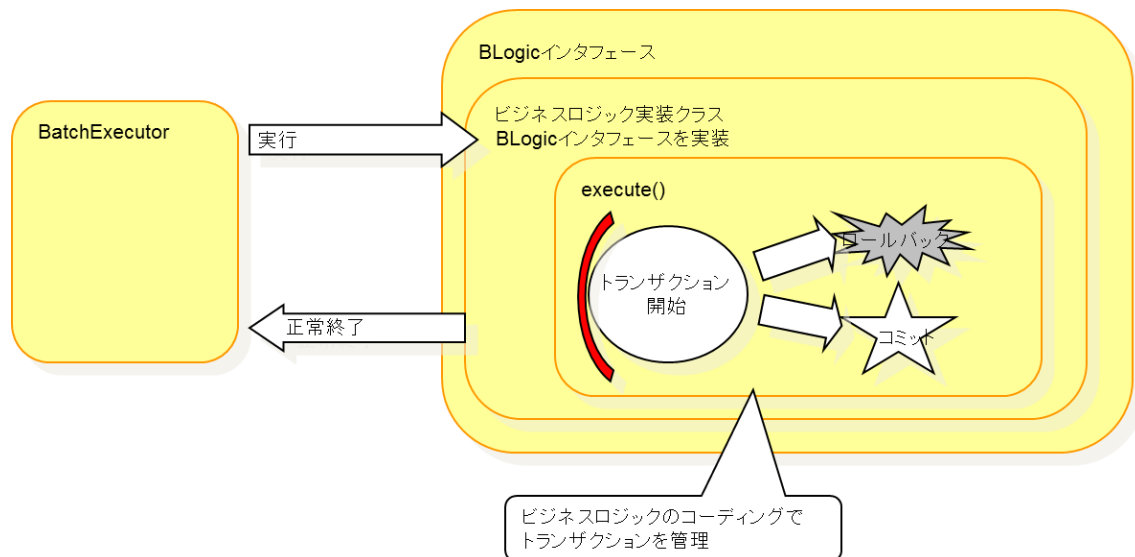 BLogicインタフェース
BatchExecutor
実行
ビジネスロジック実装クラス
BLogicインタフェースを実装
execute()
トランザクション
開始
ロールバック
コミット
正常終了
ビジネスロジックのコーディングで
トランザクションを管理